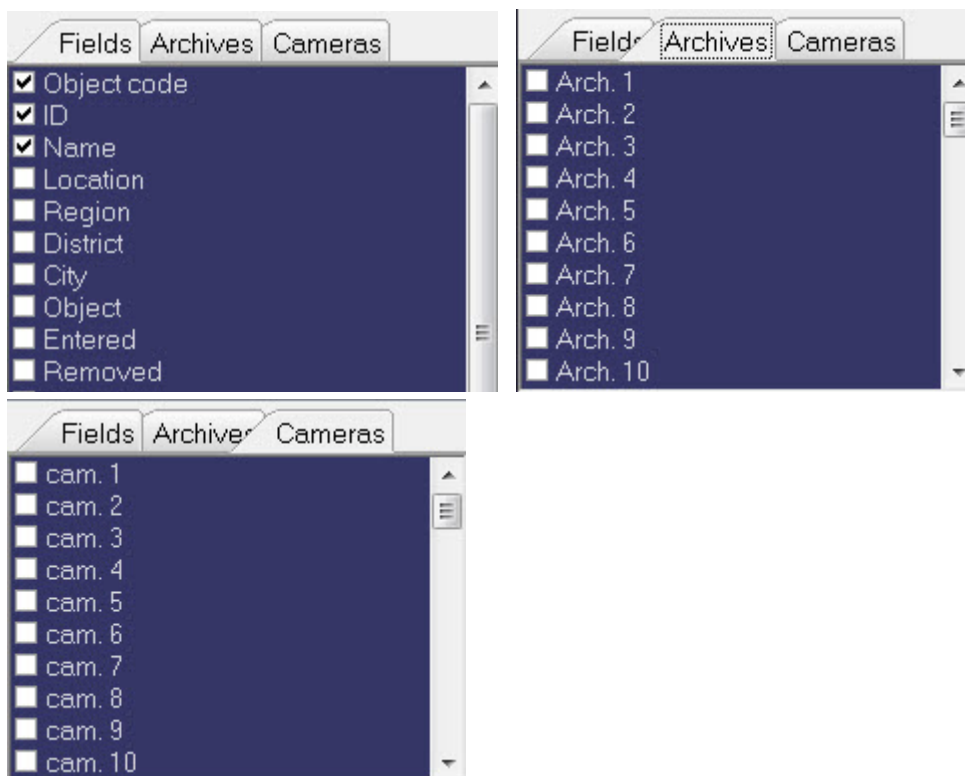 Fields Archives Cameras
Object code
ID
Name
Location
Region
District
City
Object
Entered
Removed
Fields Archives Cameras
Arch. 1
Arch. 2
Arch. 3
Arch. 4
Arch. 5
Arch. 6
Arch. 7
Arch. 8
Arch. 9
Arch. 10
Fields Archives Cameras
cam. 1
cam. 2
cam. 3
cam. 4
cam. 5
cam. 6
cam. 7
cam. 8
cam. 9
cam. 10